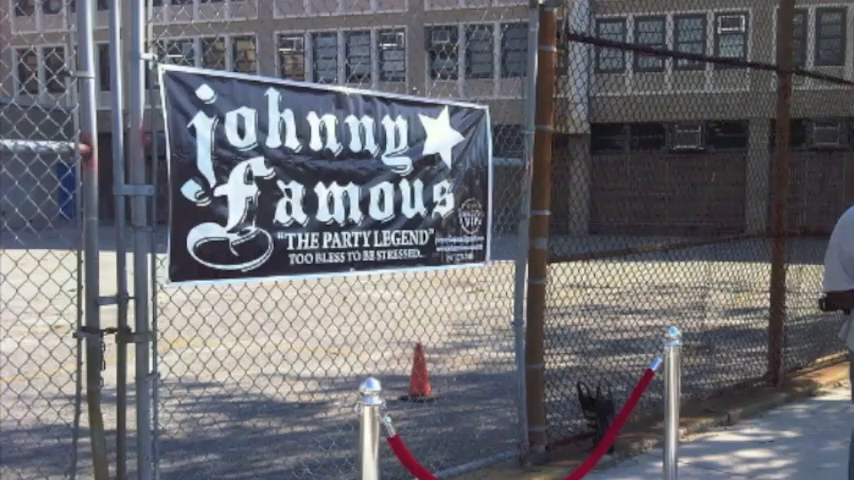 johnny
famous
"THE PARTY LEGEND"
TOO BLESS TO BE STRESSED...